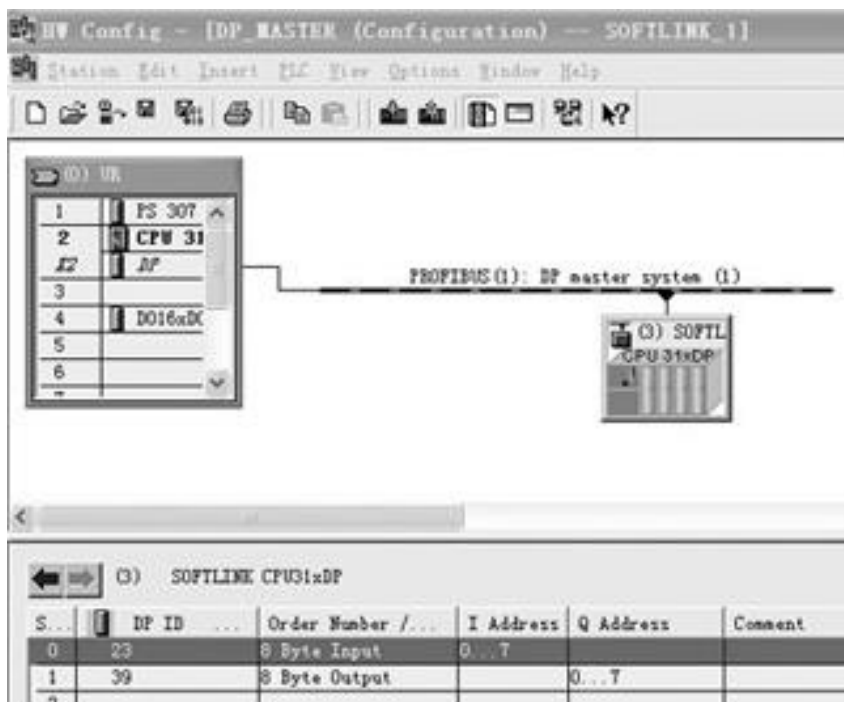 HW Config - [DP_MASTER (Configuration) -- SOFTLINK_1]
Station Edit Insert PLC View Options Window Help
(0) UR
1 PS 307
2 CPU 31
X2 DP
3
4 DO16xDC
5
6
7
PROFIBUS(1): DP master system (1)
(3) SOFTL
CPU 31xDP
(3) SOFTLINK CPU31xDP
S... DP ID ... Order Number /... I Address Q Address Comment
0 23 8 Byte Input 0...7
1 39 8 Byte Output 0...7
2